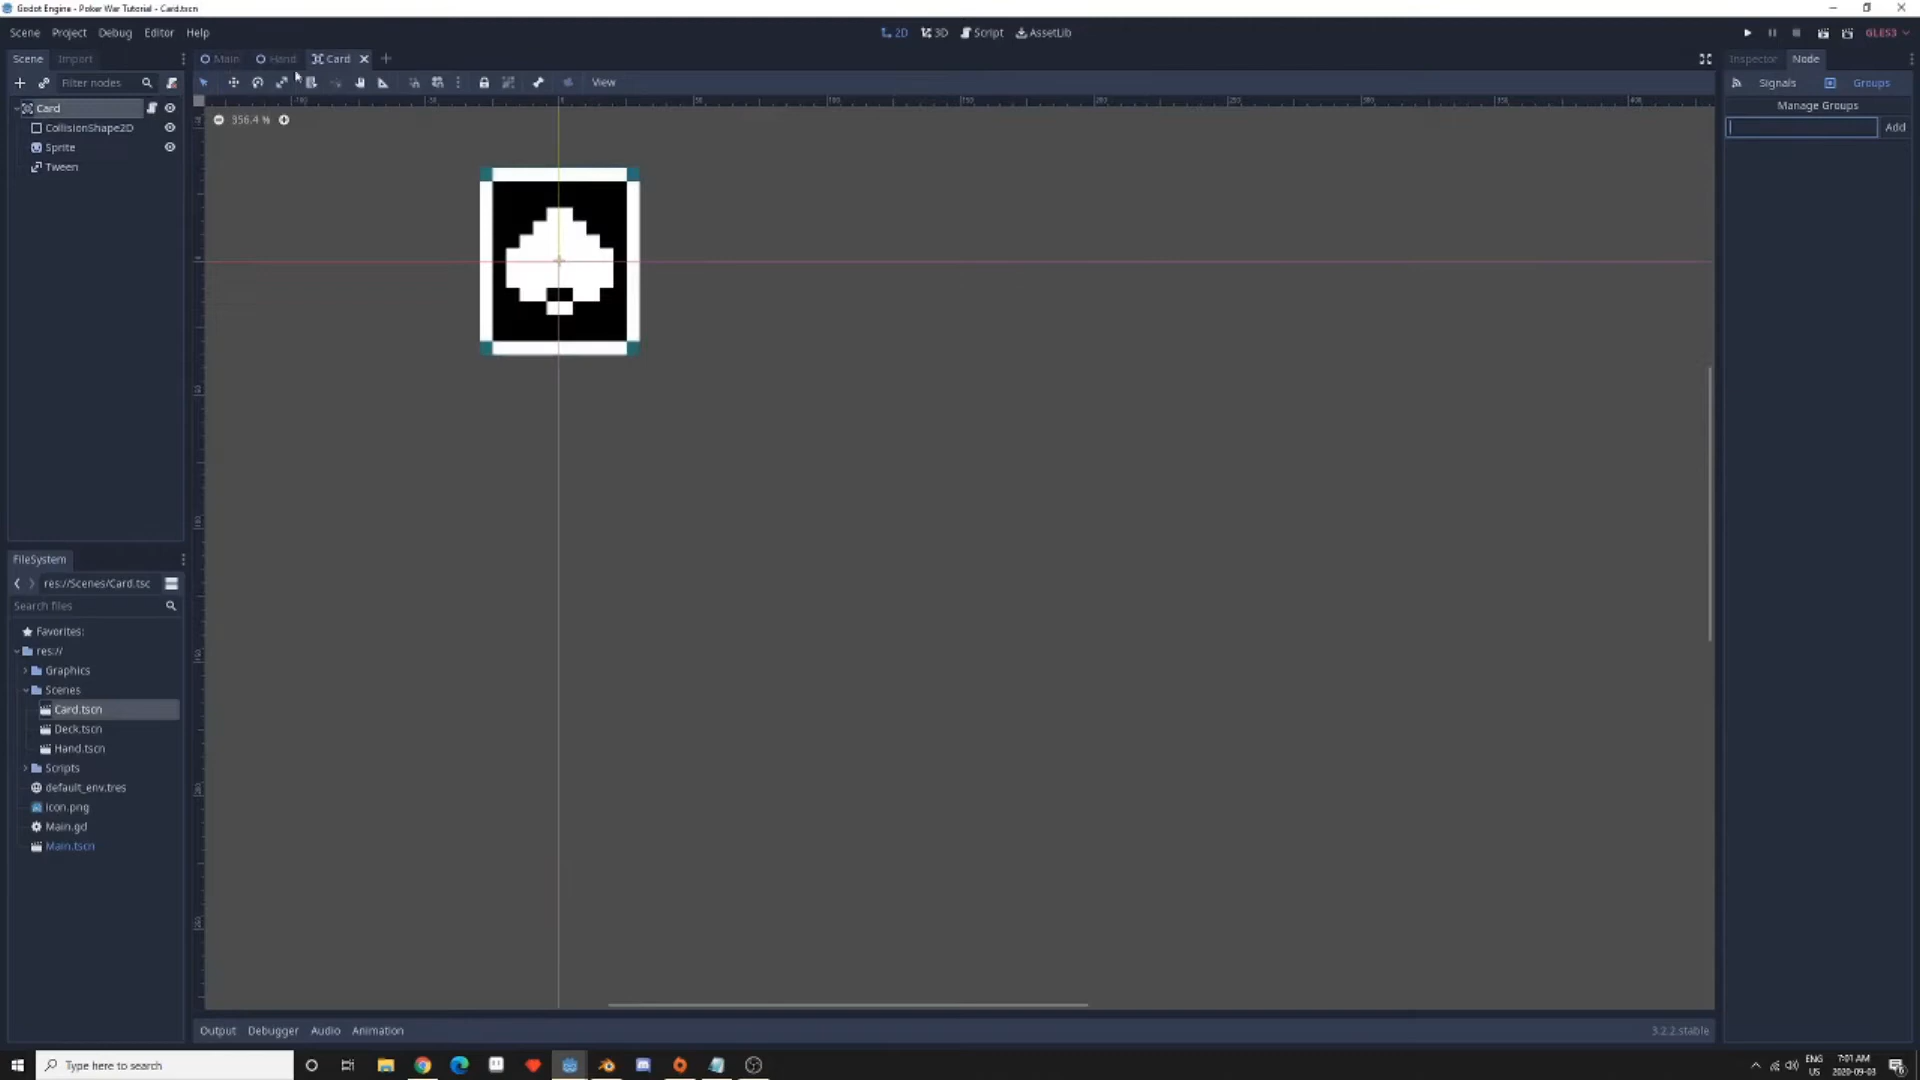 Godot Engine - Poker War Tutorial - Card.tscn
Scene Project Debug Editor Help
2D 3D Script AssetLib
GLES3
Scene Import
Main Hand Card
Inspector Node
Filter nodes
View
Signals Groups
Card
Manage Groups
356.4 %
CollisionShape2D
Add
Sprite
Tween
FileSystem
res://Scenes/Card.tsc
Search files
Favorites:
res://
Graphics
Scenes
Card.tscn
Deck.tscn
Hand.tscn
Scripts
default_env.tres
icon.png
Main.gd
Main.tscn
Output Debugger Audio Animation
3.2.2.stable
Type here to search
ENG
US
7:01 AM
2020-09-03